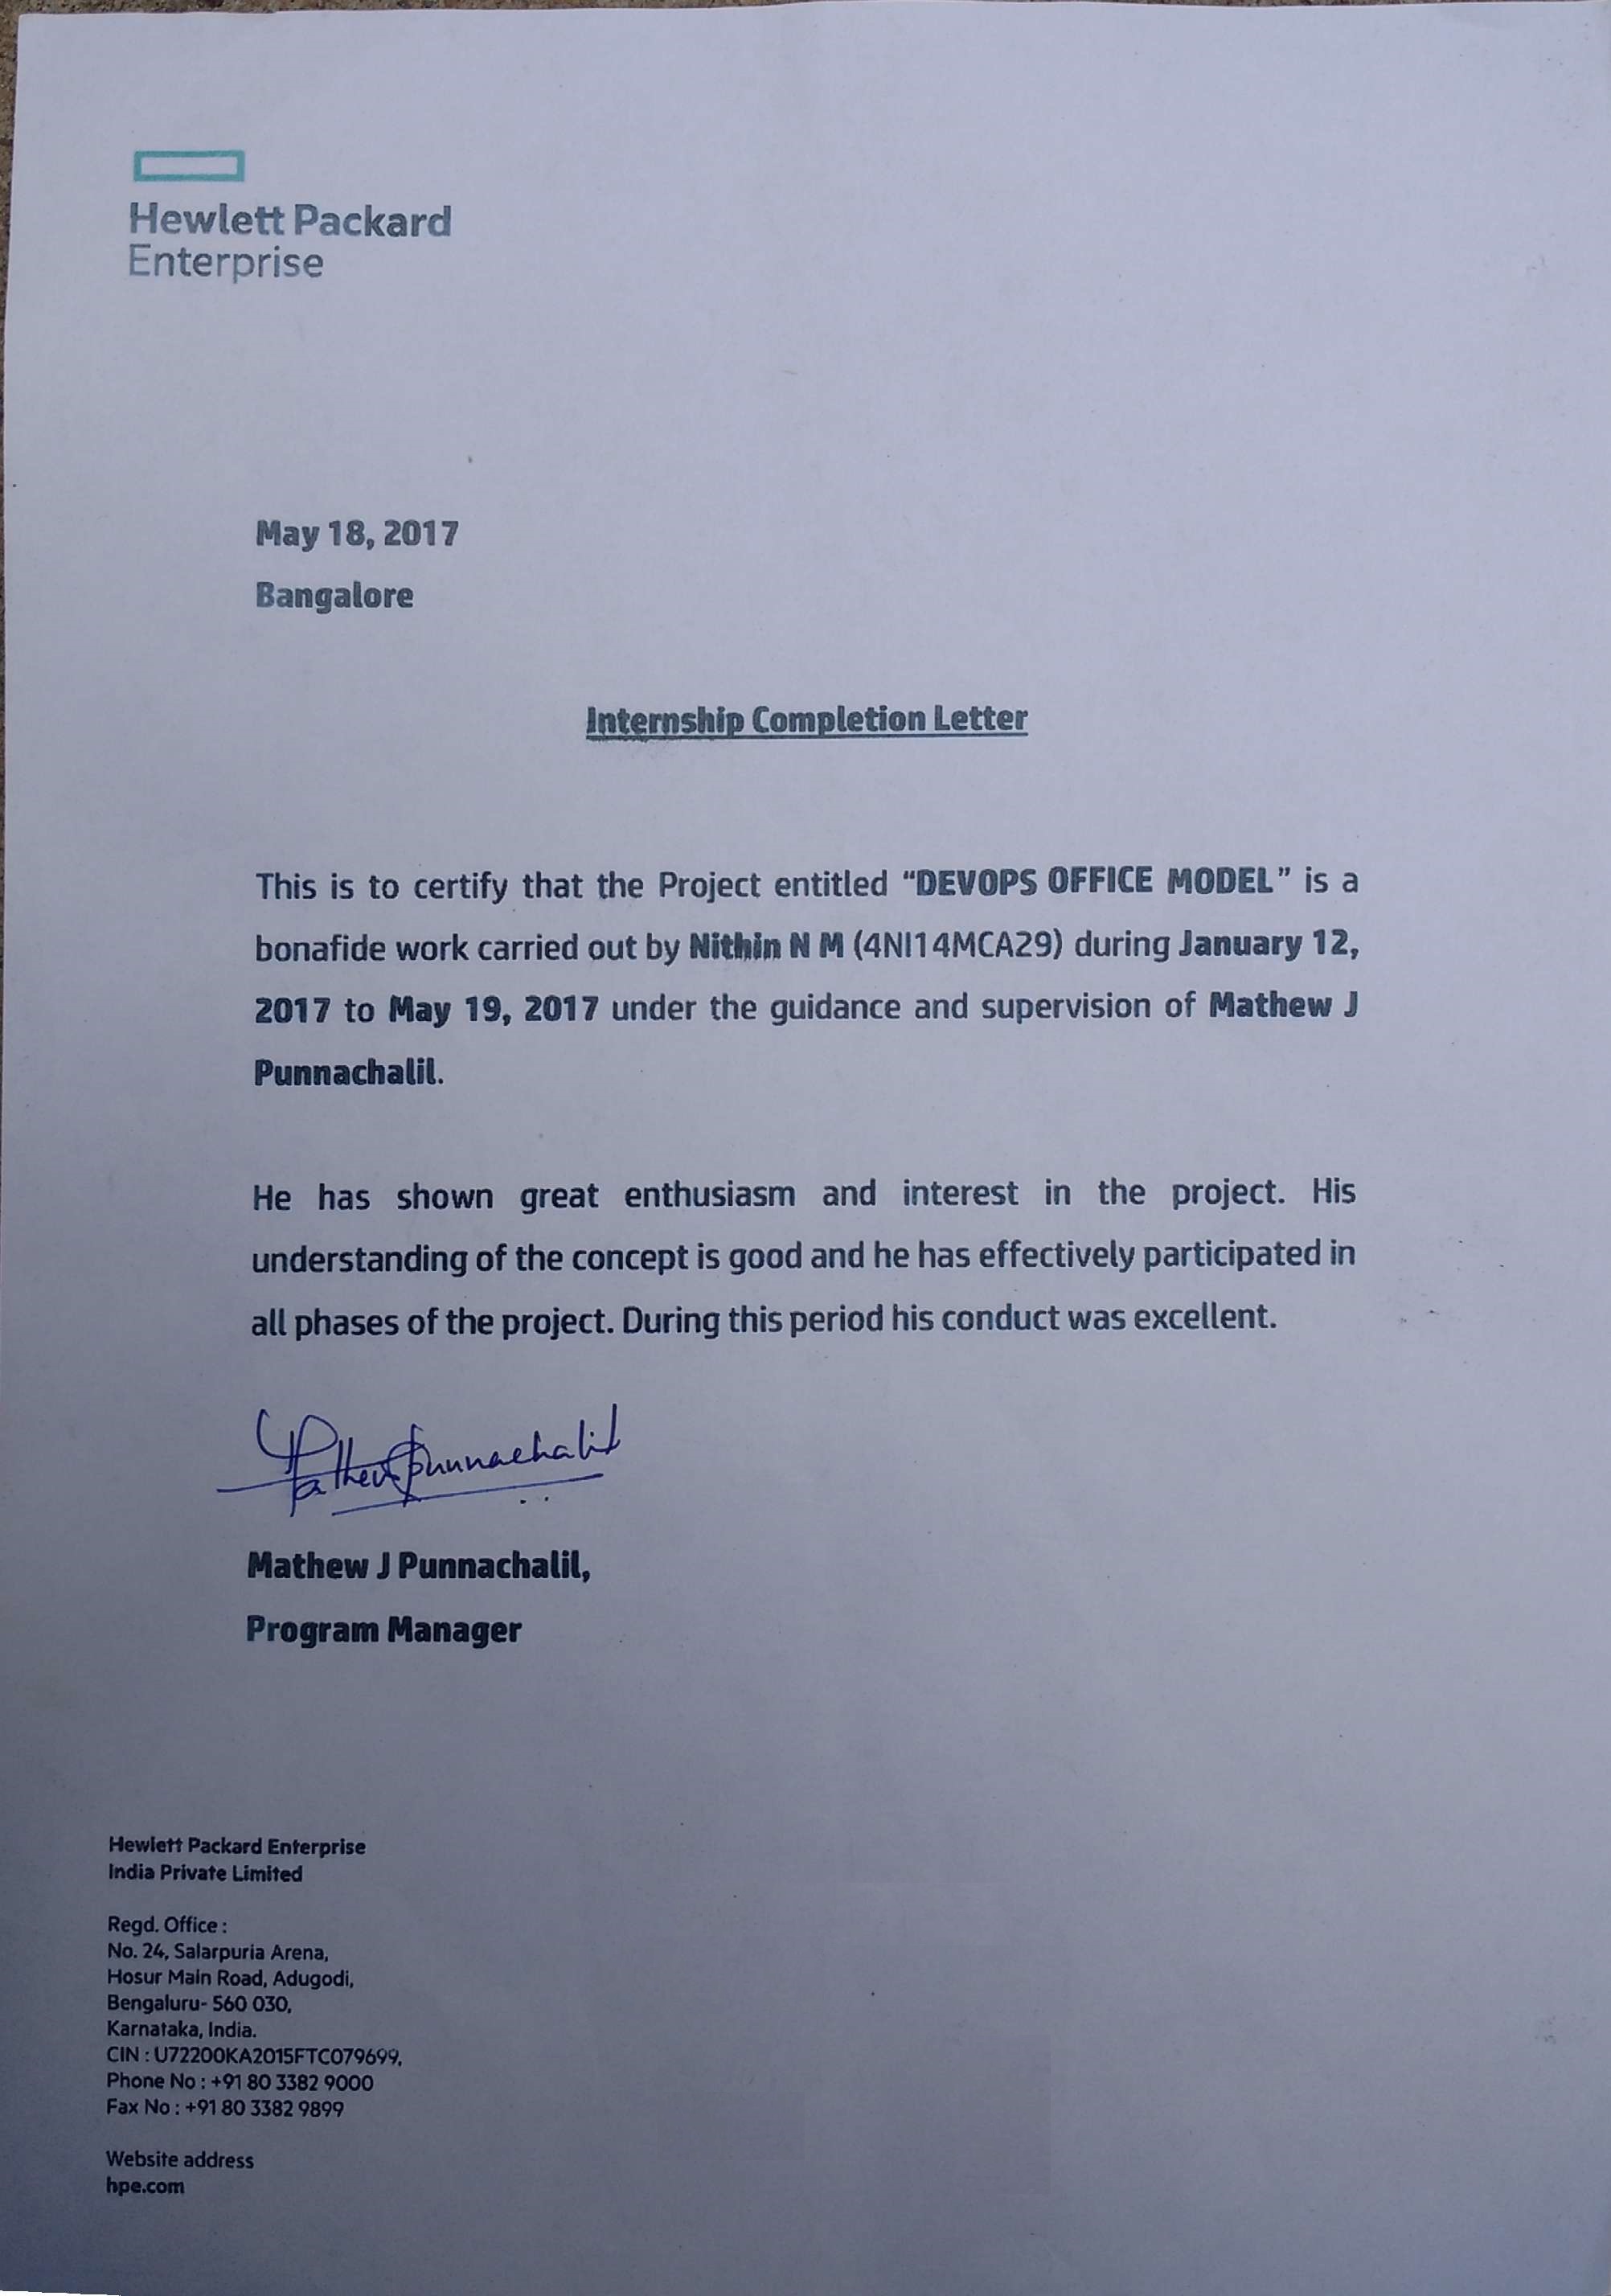 Hewlett Packard
Enterprise
May 18, 2017
Bangalore
Internship Completion Letter
This is to certify that the Project entitled “DEVOPS OFFICE MODEL” is a
bonafide work carried out by Nithin N M (4NI14MCA29) during January 12,
2017 to May 19, 2017 under the guidance and supervision of Mathew J
Punnachalil.
He has shown great enthusiasm and interest in the project. His
understanding of the concept is good and he has effectively participated in
all phases of the project. During this period his conduct was excellent.
Mathew Punnachalil
Mathew J Punnachalil,
Program Manager
Hewlett Packard Enterprise
India Private Limited
Regd. Office :
No. 24, Salarpuria Arena,
Hosur Main Road, Adugodi,
Bengaluru- 560 030,
Karnataka, India.
CIN : U72200KA2015FTC079699,
Phone No : +91 80 3382 9000
Fax No : +91 80 3382 9899
Website address
hpe.com